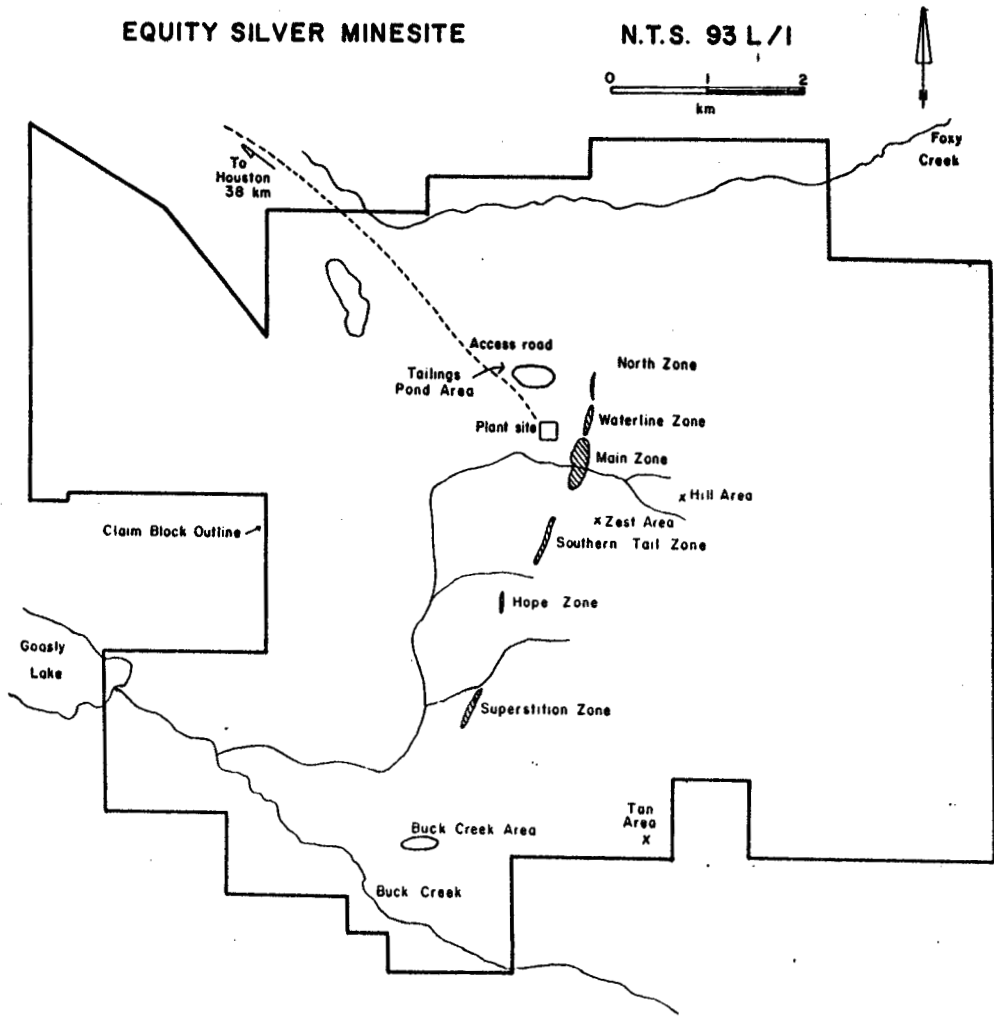 EQUITY SILVER MINESITE
N.T.S. 93 L/1
0 1 2
km
Foxy
Creek
To
Houston
38 km
Access road
Tailings
Pond Area
North Zone
Waterline Zone
Plant site
Main Zone
Hill Area
Zest Area
Claim Block Outline
Southern Tail Zone
Hope Zone
Goosly
Lake
Superstition Zone
Tan
Area
Buck Creek Area
Buck Creek